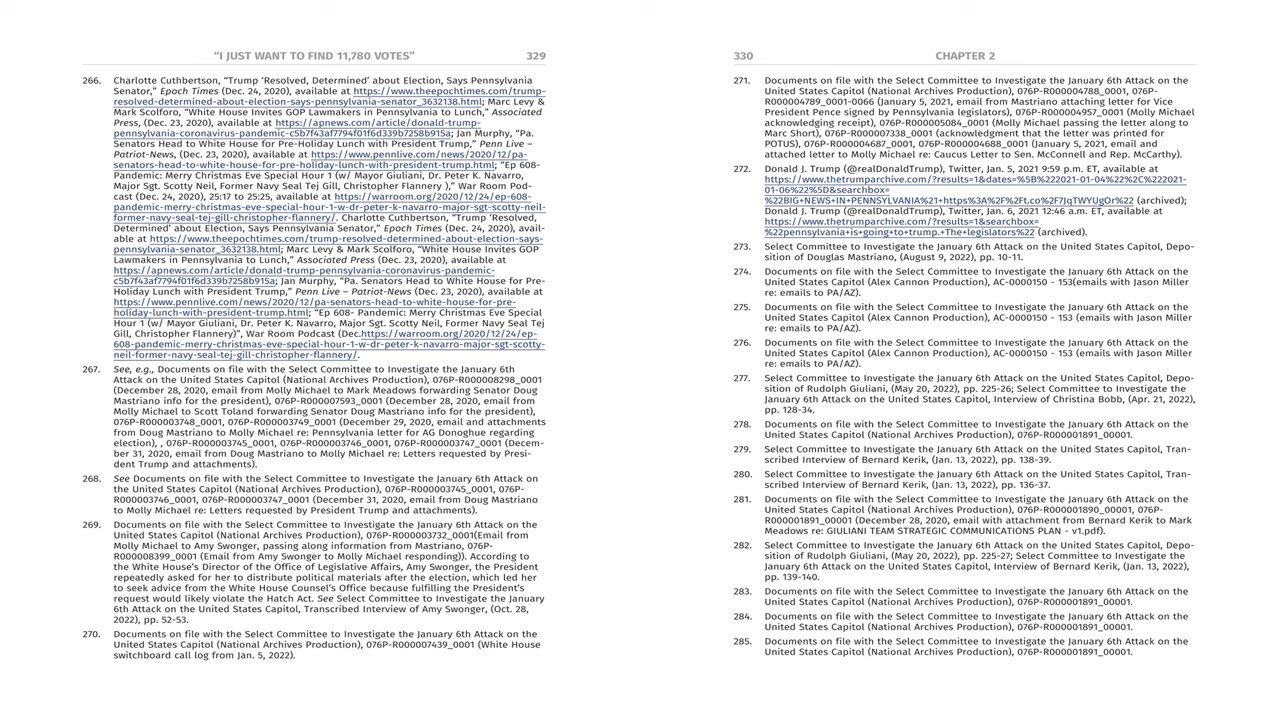 “I JUST WANT TO FIND 11,780 VOTES” 329
266. Charlotte Cuthbertson, “Trump ‘Resolved, Determined’ about Election, Says Pennsylvania
Senator,” Epoch Times (Dec. 24, 2020), available at https://www.theepochtimes.com/trump-
resolved-determined-about-election-says-pennsylvania-senator_3632138.html; Marc Levy &
Mark Scolforo, “White House Invites GOP Lawmakers in Pennsylvania to Lunch,” Associated
Press, (Dec. 23, 2020), available at https://apnews.com/article/donald-trump-
pennsylvania-coronavirus-pandemic-c5b7f43af7794f01f6d339b7258b915a; Jan Murphy, “Pa.
Senators Head to White House for Pre-Holiday Lunch with President Trump,” Penn Live –
Patriot-News, (Dec. 23, 2020), available at https://www.pennlive.com/news/2020/12/pa-
senators-head-to-white-house-for-pre-holiday-lunch-with-president-trump.html; “Ep 608-
Pandemic: Merry Christmas Eve Special Hour 1 (w/ Mayor Giuliani, Dr. Peter K. Navarro,
Major Sgt. Scotty Neil, Former Navy Seal Tej Gill, Christopher Flannery ),” War Room Pod-
cast (Dec. 24, 2020), 25:17 to 25:25, available at https://warroom.org/2020/12/24/ep-608-
pandemic-merry-christmas-eve-special-hour-1-w-dr-peter-k-navarro-major-sgt-scotty-neil-
former-navy-seal-tej-gill-christopher-flannery/. Charlotte Cuthbertson, “Trump ‘Resolved,
Determined’ about Election, Says Pennsylvania Senator,” Epoch Times (Dec. 24, 2020), avail-
able at https://www.theepochtimes.com/trump-resolved-determined-about-election-says-
pennsylvania-senator_3632138.html; Marc Levy & Mark Scolforo, “White House Invites GOP
Lawmakers in Pennsylvania to Lunch,” Associated Press (Dec. 23, 2020), available at
https://apnews.com/article/donald-trump-pennsylvania-coronavirus-pandemic-
c5b7f43af7794f01f6d339b7258b915a; Jan Murphy, “Pa. Senators Head to White House for Pre-
Holiday Lunch with President Trump,” Penn Live – Patriot-News (Dec. 23, 2020), available at
https://www.pennlive.com/news/2020/12/pa-senators-head-to-white-house-for-pre-
holiday-lunch-with-president-trump.html; “Ep 608- Pandemic: Merry Christmas Eve Special
Hour 1 (w/ Mayor Giuliani, Dr. Peter K. Navarro, Major Sgt. Scotty Neil, Former Navy Seal Tej
Gill, Christopher Flannery)”, War Room Podcast (Dec.https://warroom.org/2020/12/24/ep-
608-pandemic-merry-christmas-eve-special-hour-1-w-dr-peter-k-navarro-major-sgt-scotty-
neil-former-navy-seal-tej-gill-christopher-flannery/.
267. See, e.g., Documents on file with the Select Committee to Investigate the January 6th
Attack on the United States Capitol (National Archives Production), 076P-R000008298_0001
(December 28, 2020, email from Molly Michael to Mark Meadows forwarding Senator Doug
Mastriano info for the president), 076P-R000007593_0001 (December 28, 2020, email from
Molly Michael to Scott Toland forwarding Senator Doug Mastriano info for the president),
076P-R000003748_0001, 076P-R000003749_0001 (December 29, 2020, email and attachments
from Doug Mastriano to Molly Michael re: Pennsylvania letter for AG Donoghue regarding
election), , 076P-R000003745_0001, 076P-R000003746_0001, 076P-R000003747_0001 (Decem-
ber 31, 2020, email from Doug Mastriano to Molly Michael re: Letters requested by Presi-
dent Trump and attachments).
268. See Documents on file with the Select Committee to Investigate the January 6th Attack on
the United States Capitol (National Archives Production), 076P-R000003745_0001, 076P-
R000003746_0001, 076P-R000003747_0001 (December 31, 2020, email from Doug Mastriano
to Molly Michael re: Letters requested by President Trump and attachments).
269. Documents on file with the Select Committee to Investigate the January 6th Attack on the
United States Capitol (National Archives Production), 076P-R000003732_0001(Email from
Molly Michael to Amy Swonger, passing along information from Mastriano, 076P-
R000008399_0001 (Email from Amy Swonger to Molly Michael responding)). According to
the White House’s Director of the Office of Legislative Affairs, Amy Swonger, the President
repeatedly asked for her to distribute political materials after the election, which led her
to seek advice from the White House Counsel’s Office because fulfilling the President’s
request would likely violate the Hatch Act. See Select Committee to Investigate the January
6th Attack on the United States Capitol, Transcribed Interview of Amy Swonger, (Oct. 28,
2022), pp. 52-53.
270. Documents on file with the Select Committee to Investigate the January 6th Attack on the
United States Capitol (National Archives Production), 076P-R000007439_0001 (White House
switchboard call log from Jan. 5, 2022).
330 CHAPTER 2
271. Documents on file with the Select Committee to Investigate the January 6th Attack on the
United States Capitol (National Archives Production), 076P-R000004788_0001, 076P-
R000004789_0001-0066 (January 5, 2021, email from Mastriano attaching letter for Vice
President Pence signed by Pennsylvania legislators), 076P-R000004957_0001 (Molly Michael
acknowledging receipt), 076P-R000005084_0001 (Molly Michael passing the letter along to
Marc Short), 076P-R000007338_0001 (acknowledgment that the letter was printed for
POTUS), 076P-R000004687_0001, 076P-R000004688_0001 (January 5, 2021, email and
attached letter to Molly Michael re: Caucus Letter to Sen. McConnell and Rep. McCarthy).
272. Donald J. Trump (@realDonaldTrump), Twitter, Jan. 5, 2021 9:59 p.m. ET, available at
https://www.thetrumparchive.com/?results=1&dates=%5B%222021-01-04%22%2C%222021-
01-06%22%5D&searchbox=
%22BIG+NEWS+IN+PENNSYLVANIA%21+https%3A%2F%2Ft.co%2F7JqTWYUgOr%22 (archived);
Donald J. Trump (@realDonaldTrump), Twitter, Jan. 6, 2021 12:46 a.m. ET, available at
https://www.thetrumparchive.com/?results=1&searchbox=
%22pennsylvania+is+going+to+trump.+The+legislators%22 (archived).
273. Select Committee to Investigate the January 6th Attack on the United States Capitol, Depo-
sition of Douglas Mastriano, (August 9, 2022), pp. 10-11.
274. Documents on file with the Select Committee to Investigate the January 6th Attack on the
United States Capitol (Alex Cannon Production), AC-0000150 - 153(emails with Jason Miller
re: emails to PA/AZ).
275. Documents on file with the Select Committee to Investigate the January 6th Attack on the
United States Capitol (Alex Cannon Production), AC-0000150 - 153 (emails with Jason Miller
re: emails to PA/AZ).
276. Documents on file with the Select Committee to Investigate the January 6th Attack on the
United States Capitol (Alex Cannon Production), AC-0000150 - 153 (emails with Jason Miller
re: emails to PA/AZ).
277. Select Committee to Investigate the January 6th Attack on the United States Capitol, Depo-
sition of Rudolph Giuliani, (May 20, 2022), pp. 225-26; Select Committee to Investigate the
January 6th Attack on the United States Capitol, Interview of Christina Bobb, (Apr. 21, 2022),
pp. 128-34.
278. Documents on file with the Select Committee to Investigate the January 6th Attack on the
United States Capitol (National Archives Production), 076P-R000001891_00001.
279. Select Committee to Investigate the January 6th Attack on the United States Capitol, Tran-
scribed Interview of Bernard Kerik, (Jan. 13, 2022), pp. 138-39.
280. Select Committee to Investigate the January 6th Attack on the United States Capitol, Tran-
scribed Interview of Bernard Kerik, (Jan. 13, 2022), pp. 136-37.
281. Documents on file with the Select Committee to Investigate the January 6th Attack on the
United States Capitol (National Archives Production), 076P-R000001890_00001, 076P-
R000001891_00001 (December 28, 2020, email with attachment from Bernard Kerik to Mark
Meadows re: GIULIANI TEAM STRATEGIC COMMUNICATIONS PLAN - v1.pdf).
282. Select Committee to Investigate the January 6th Attack on the United States Capitol, Depo-
sition of Rudolph Giuliani, (May 20, 2022), pp. 225-27; Select Committee to Investigate the
January 6th Attack on the United States Capitol, Interview of Bernard Kerik, (Jan. 13, 2022),
pp. 139-140.
283. Documents on file with the Select Committee to Investigate the January 6th Attack on the
United States Capitol (National Archives Production), 076P-R000001891_00001.
284. Documents on file with the Select Committee to Investigate the January 6th Attack on the
United States Capitol (National Archives Production), 076P-R000001891_00001.
285. Documents on file with the Select Committee to Investigate the January 6th Attack on the
United States Capitol (National Archives Production), 076P-R000001891_00001.